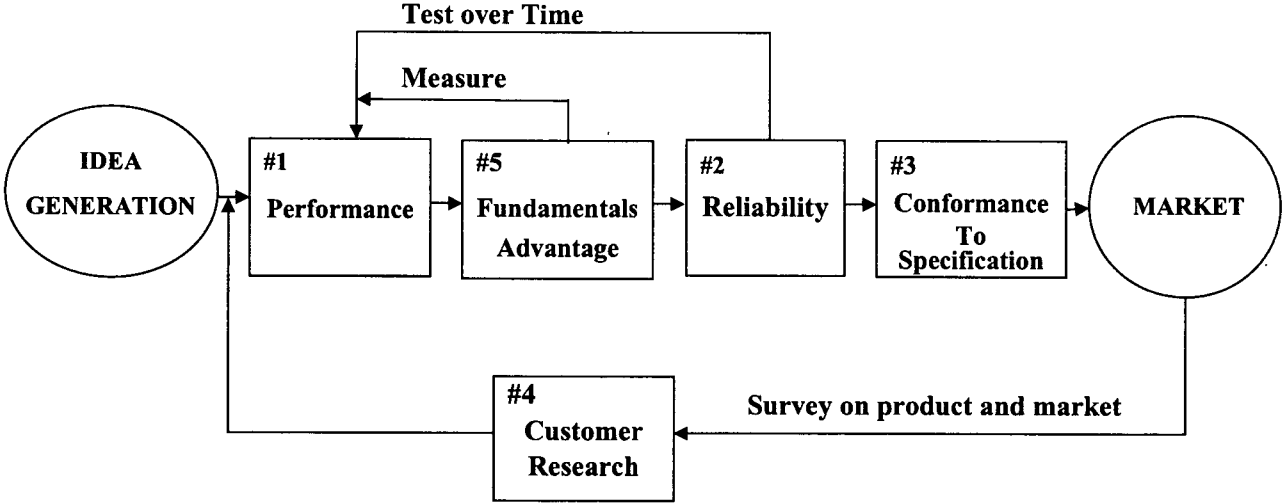 Test over Time
Measure
IDEA
GENERATION
#1
Performance
#5
Fundamentals
Advantage
#2
Reliability
#3
Conformance
To
Specification
MARKET
Survey on product and market
#4
Customer
Research